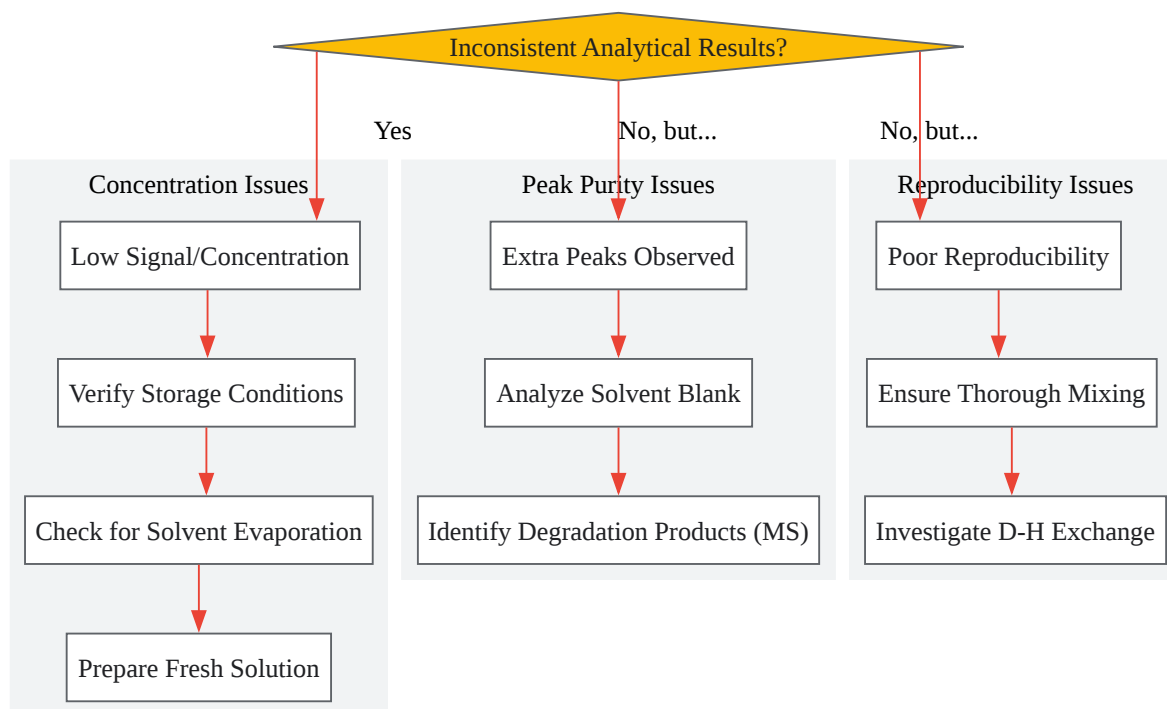 Inconsistent Analytical Results?
Yes
No, but...
No, but...
Concentration Issues
Peak Purity Issues
Reproducibility Issues
Low Signal/Concentration
Extra Peaks Observed
Poor Reproducibility
Verify Storage Conditions
Analyze Solvent Blank
Ensure Thorough Mixing
Check for Solvent Evaporation
Identify Degradation Products (MS)
Investigate D-H Exchange
Prepare Fresh Solution